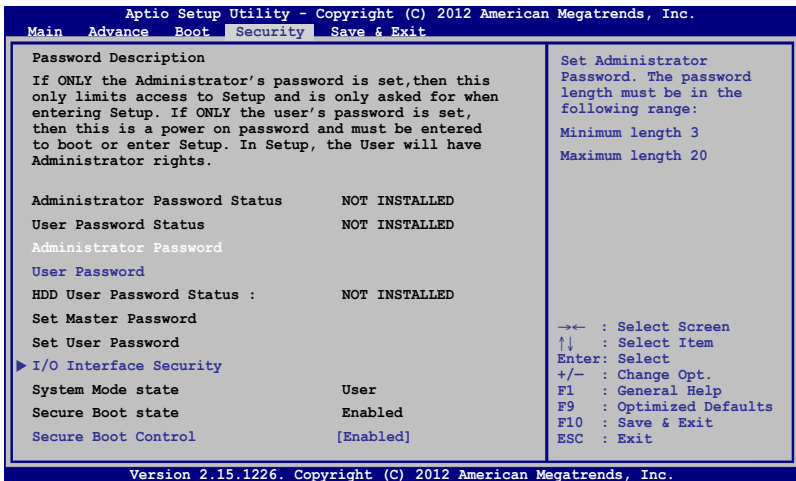 Aptio Setup Utility - Copyright (C) 2012 American Megatrends, Inc.
Main Advance Boot Security Save & Exit
Password Description
If ONLY the Administrator's password is set,then this
only limits access to Setup and is only asked for when
entering Setup. If ONLY the user's password is set,
then this is a power on password and must be entered
to boot or enter Setup. In Setup, the User will have
Administrator rights.
Administrator Password Status NOT INSTALLED
User Password Status NOT INSTALLED
Administrator Password
User Password
HDD User Password Status : NOT INSTALLED
Set Master Password
Set User Password
I/O Interface Security
System Mode state User
Secure Boot state Enabled
Secure Boot Control [Enabled]
Set Administrator
Password. The password
length must be in the
following range:
Minimum length 3
Maximum length 20
→← : Select Screen
↑↓ : Select Item
Enter: Select
+/— : Change Opt.
F1 : General Help
F9 : Optimized Defaults
F10 : Save & Exit
ESC : Exit
Version 2.15.1226. Copyright (C) 2012 American Megatrends, Inc.